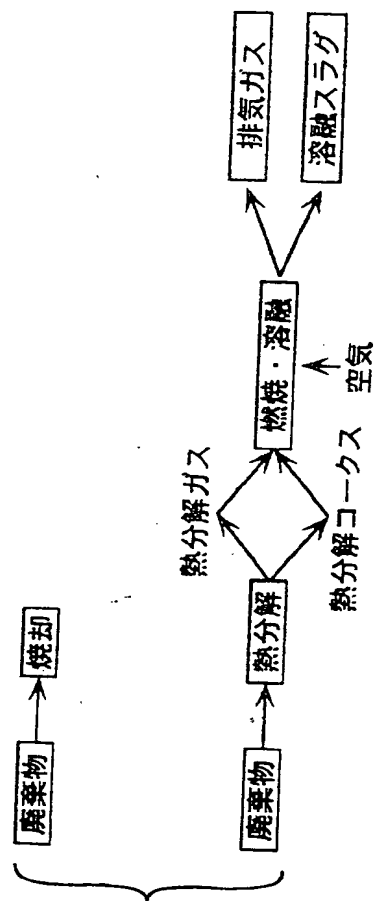 廃棄物
焼却
廃棄物
熱分解
熱分解ガス
熱分解コークス
燃焼・溶融
空気
排気ガス
溶融スラグ